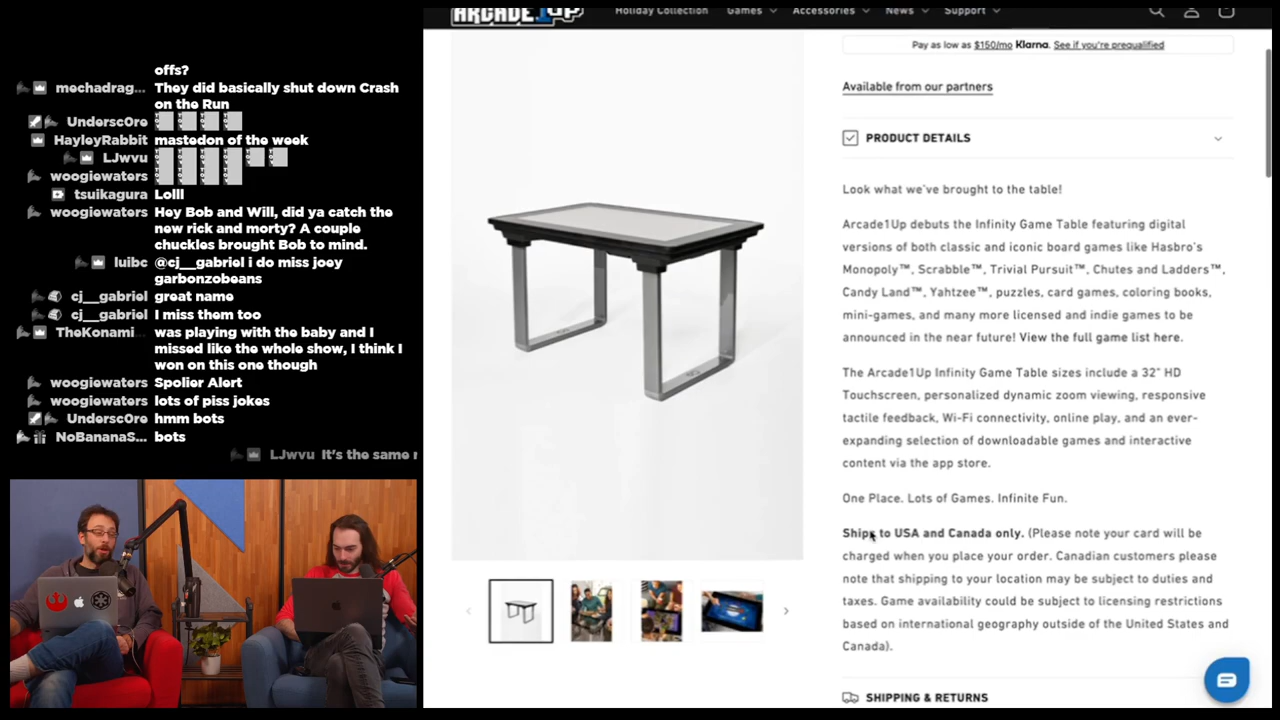 offs?
mechadrag... They did basically shut down Crash
on the Run
UnderscOre
HayleyRabbit mastedon of the week
LJwvu
woogiewaters
tsuikagura Lolll
woogiewaters Hey Bob and Will, did ya catch the
new rick and morty? A couple
chuckles brought Bob to mind.
luibc @cj__gabriel i do miss joey
garbonzobeans
cj__gabriel great name
cj__gabriel I miss them too
TheKonami... was playing with the baby and I
missed like the whole show, I think I
won on this one though
woogiewaters Spolier Alert
woogiewaters lots of piss jokes
UnderscOre hmm bots
NoBananaS... bots
LJwvu It's the same
ARCADE1UP
Holiday Collection Games Accessories News Support
Pay as low as $150/mo Klarna. See if you're prequalified
Available from our partners
PRODUCT DETAILS
Look what we've brought to the table!
Arcade1Up debuts the Infinity Game Table featuring digital
versions of both classic and iconic board games like Hasbro's
Monopoly™, Scrabble™, Trivial Pursuit™, Chutes and Ladders™,
Candy Land™, Yahtzee™, puzzles, card games, coloring books,
mini-games, and many more licensed and indie games to be
announced in the near future! View the full game list here.
The Arcade1Up Infinity Game Table sizes include a 32" HD
Touchscreen, personalized dynamic zoom viewing, responsive
tactile feedback, Wi-Fi connectivity, online play, and an ever-
expanding selection of downloadable games and interactive
content via the app store.
One Place. Lots of Games. Infinite Fun.
Ships to USA and Canada only. (Please note your card will be
charged when you place your order. Canadian customers please
note that shipping to your location may be subject to duties and
taxes. Game availability could be subject to licensing restrictions
based on international geography outside of the United States and
Canada).
SHIPPING & RETURNS